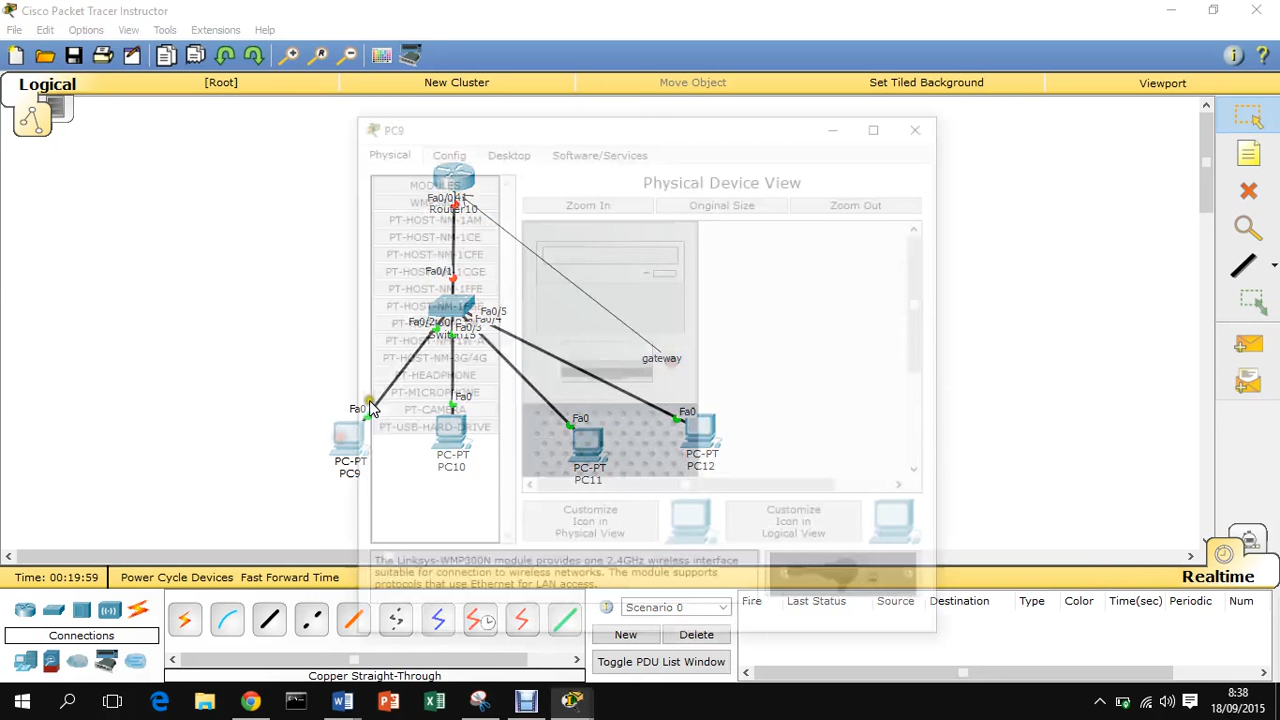 Cisco Packet Tracer Instructor
File Edit Options View Tools Extensions Help
Logical
[Root] New Cluster Move Object Set Tiled Background Viewport
PC9
Physical Config Desktop Software/Services
MODULES
Physical Device View
Zoom In Original Size Zoom Out
Fa0/0
Router10
PT-HOST-NM-1AM
PT-HOST-NM-1CE
PT-HOST-NM-1CFE
PT-HOST-NM-1CGE
PT-HOST-NM-1FFE
Fa0/1
Fa0/5
Fa0/4
Fa0/2
Fa0/3
gateway
PT-HEADPHONE
PT-MICROPHONE
PT-CAMERA
PT-USB-HARD-DRIVE
Fa0
Fa0
Fa0
Fa0
PC-PT
PC9
PC-PT
PC10
PC-PT
PC11
PC-PT
PC12
Customize
Icon in
Physical View
Customize
Icon in
Logical View
The Linksys-WMP300N module provides one 2.4GHz wireless interface
suitable for connection to wireless networks. The module supports
protocols that use Ethernet for LAN access.
Time: 00:19:59 Power Cycle Devices Fast Forward Time
Realtime
Connections
Copper Straight-Through
Scenario 0
New Delete
Toggle PDU List Window
Fire Last Status Source Destination Type Color Time(sec) Periodic Num
8:38
18/09/2015